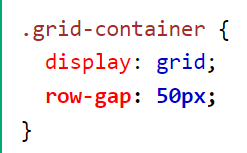 .grid-container {
  display: grid;
  row-gap: 50px;
}